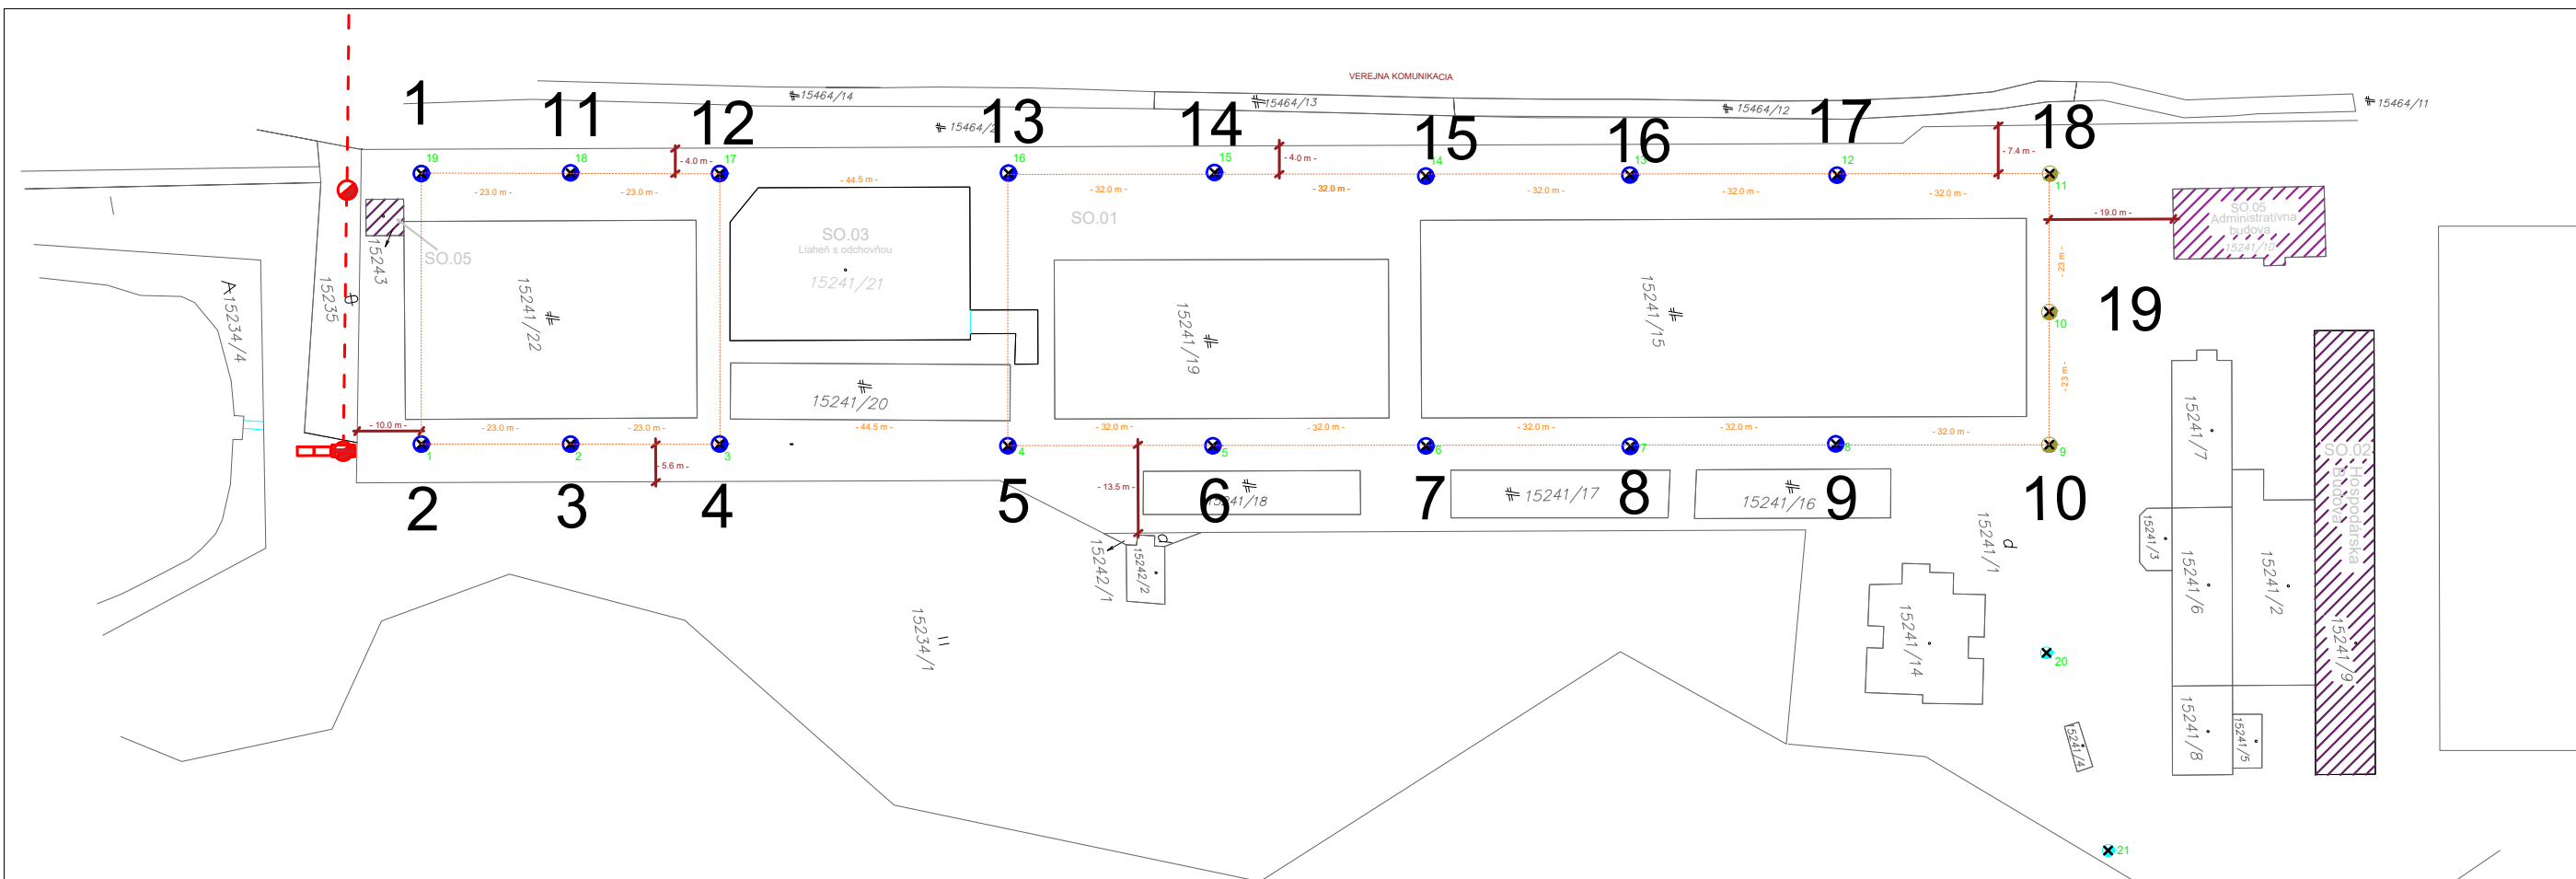 VEREJNA KOMUNIKACIA
15464/14
15464/13
15464/12
15464/11
15464/2
1
11
12
13
14
15
16
17
18
19
18
17
16
15
14
13
12
11
- 4.0 m -
- 4.0 m -
- 7.4 m -
- 23.0 m -
- 23.0 m -
- 44.5 m -
- 32.0 m -
- 32.0 m -
- 32.0 m -
- 32.0 m -
- 32.0 m -
- 19.0 m -
SO.05
Administratívna
budova
15241/10
SO.01
SO.03
Liaheň s odchovňou
15241/21
SO.05
15243
15235
A
15234/4
15241/22
15241/20
15241/19
15241/15
- 23 m -
10
19
- 23 m -
- 10.0 m -
- 23.0 m -
- 23.0 m -
- 44.5 m -
- 32.0 m -
- 32.0 m -
- 32.0 m -
- 32.0 m -
- 32.0 m -
1
2
3
4
5
6
7
8
9
- 5.6 m -
- 13.5 m -
2
3
4
5
6
7
8
9
10
15241/18
15241/17
15241/16
15242/1
15242/2
15234/1
15241/1
15241/14
15241/7
15241/3
15241/6
15241/2
15241/8
15241/5
15241/4
SO.02
Hospodárska
Budova
15241/9
20
21